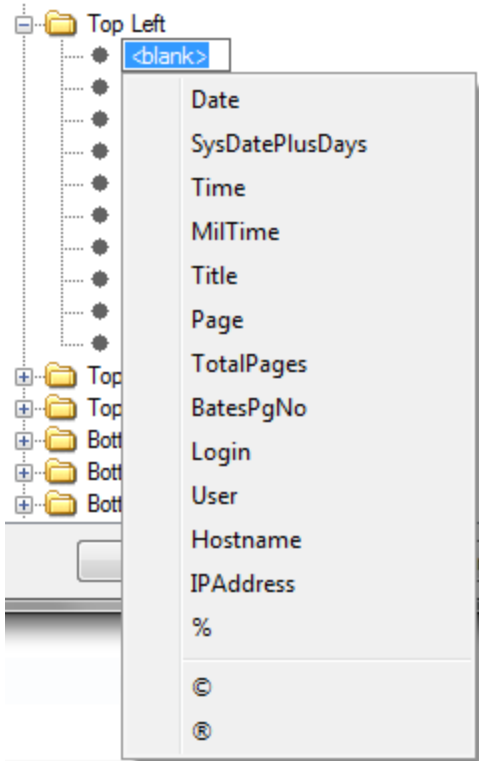 Top Left
<blank>
Date
SysDatePlusDays
Time
MilTime
Title
Page
TotalPages
BatesPgNo
Login
User
Hostname
IPAddress
%
©
®
Top
Top
Bott
Bott
Bott